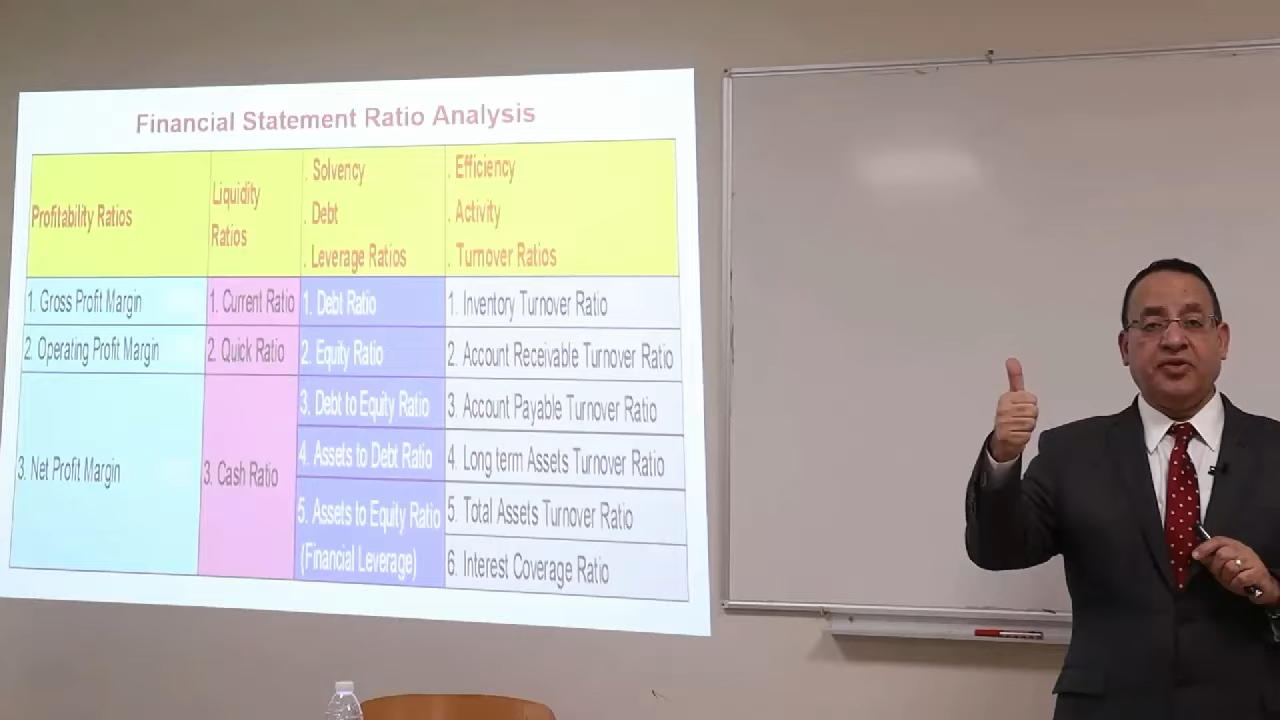 Financial Statement Ratio Analysis
Profitability Ratios
Liquidity
Ratios
. Solvency
. Debt
. Leverage Ratios
. Efficiency
. Activity
. Turnover Ratios
1. Gross Profit Margin
1. Current Ratio
1. Debt Ratio
1. Inventory Turnover Ratio
2. Operating Profit Margin
2. Quick Ratio
2. Equity Ratio
2. Account Receivable Turnover Ratio
3. Net Profit Margin
3. Cash Ratio
3. Debt to Equity Ratio
3. Account Payable Turnover Ratio
4. Assets to Debt Ratio
4. Long term Assets Turnover Ratio
5. Assets to Equity Ratio
(Financial Leverage)
5. Total Assets Turnover Ratio
6. Interest Coverage Ratio